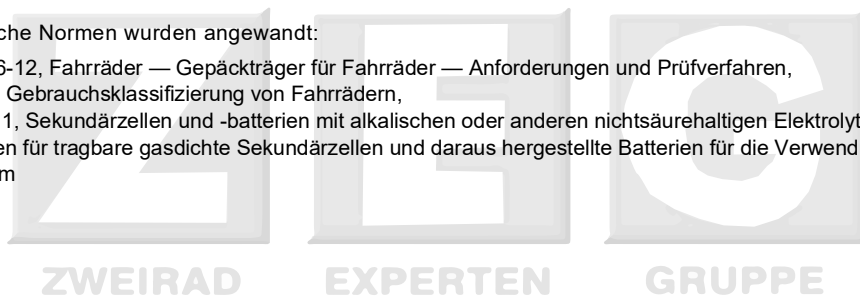 che Normen wurden angewandt:
6-12, Fahrräder — Gepäckträger für Fahrräder — Anforderungen und Prüfverfahren,
Gebrauchsklassifizierung von Fahrrädern,
1, Sekundärzellen und -batterien mit alkalischen oder anderen nichtsäurehaltigen Elektrolyt
en für tragbare gasdichte Sekundärzellen und daraus hergestellte Batterien für die Verwend
m
ZEG
ZWEIRAD EXPERTEN GRUPPE